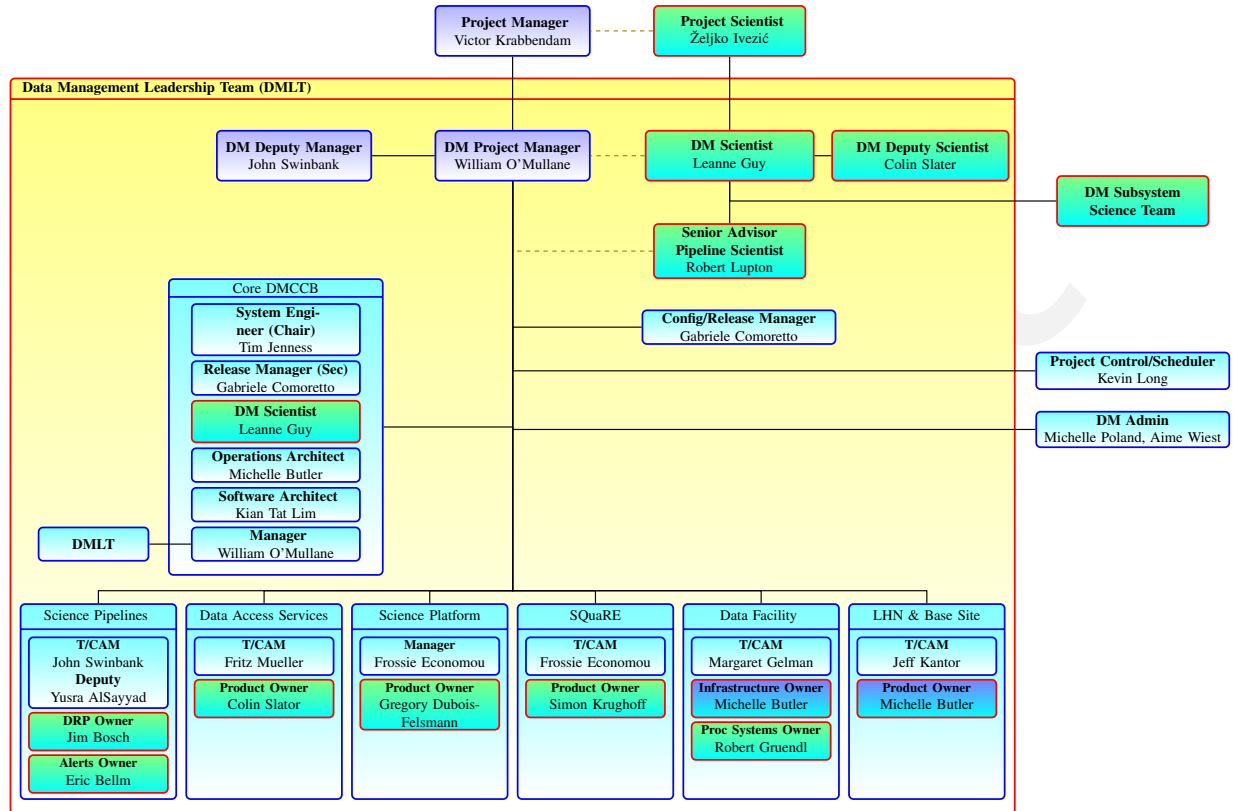 Project Manager
Victor Krabbendam
Project Scientist
Željko Ivezić
Data Management Leadership Team (DMLT)
DM Deputy Manager
John Swinbank
DM Project Manager
William O'Mullane
DM Scientist
Leanne Guy
DM Deputy Scientist
Colin Slater
DM Subsystem
Science Team
Senior Advisor
Pipeline Scientist
Robert Lupton
Core DMCCB
System Engi-
neer (Chair)
Tim Jenness
Release Manager (Sec)
Gabriele Comoretto
DM Scientist
Leanne Guy
Operations Architect
Michelle Butler
Software Architect
Kian Tat Lim
Manager
William O'Mullane
DMLT
Config/Release Manager
Gabriele Comoretto
Project Control/Scheduler
Kevin Long
DM Admin
Michelle Poland, Aime Wiest
Science Pipelines
T/CAM
John Swinbank
Deputy
Yusra AlSayyad
DRP Owner
Jim Bosch
Alerts Owner
Eric Bellm
Data Access Services
T/CAM
Fritz Mueller
Product Owner
Colin Slator
Science Platform
Manager
Frossie Economou
Product Owner
Gregory Dubois-
Felsmann
SQuaRE
T/CAM
Frossie Economou
Product Owner
Simon Krughoff
Data Facility
T/CAM
Margaret Gelman
Infrastructure Owner
Michelle Butler
Proc Systems Owner
Robert Gruendl
LHN & Base Site
T/CAM
Jeff Kantor
Product Owner
Michelle Butler